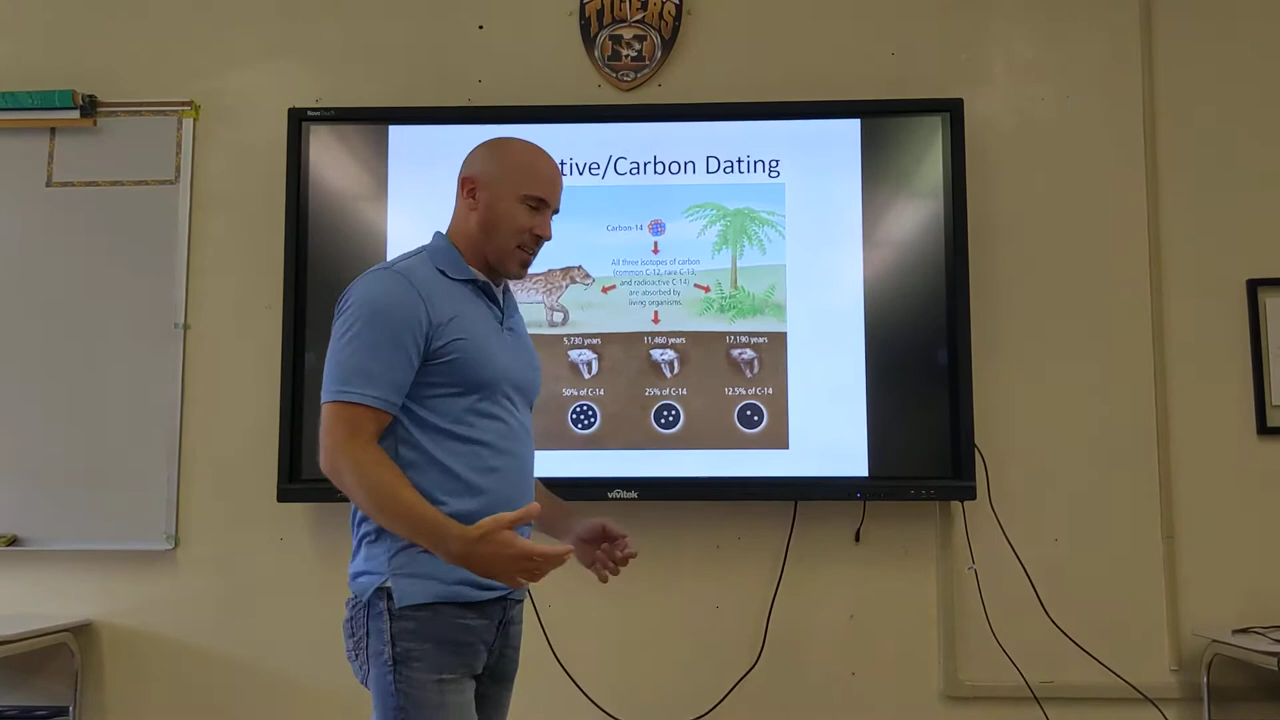 TIGERS
M
tive/Carbon Dating
Carbon-14
All three isotopes of carbon
(common C-12, rare C-13,
and radioactive C-14)
are absorbed by
living organisms.
5,730 years 11,460 years 17,190 years
50% of C-14 25% of C-14 12.5% of C-14
vivitek